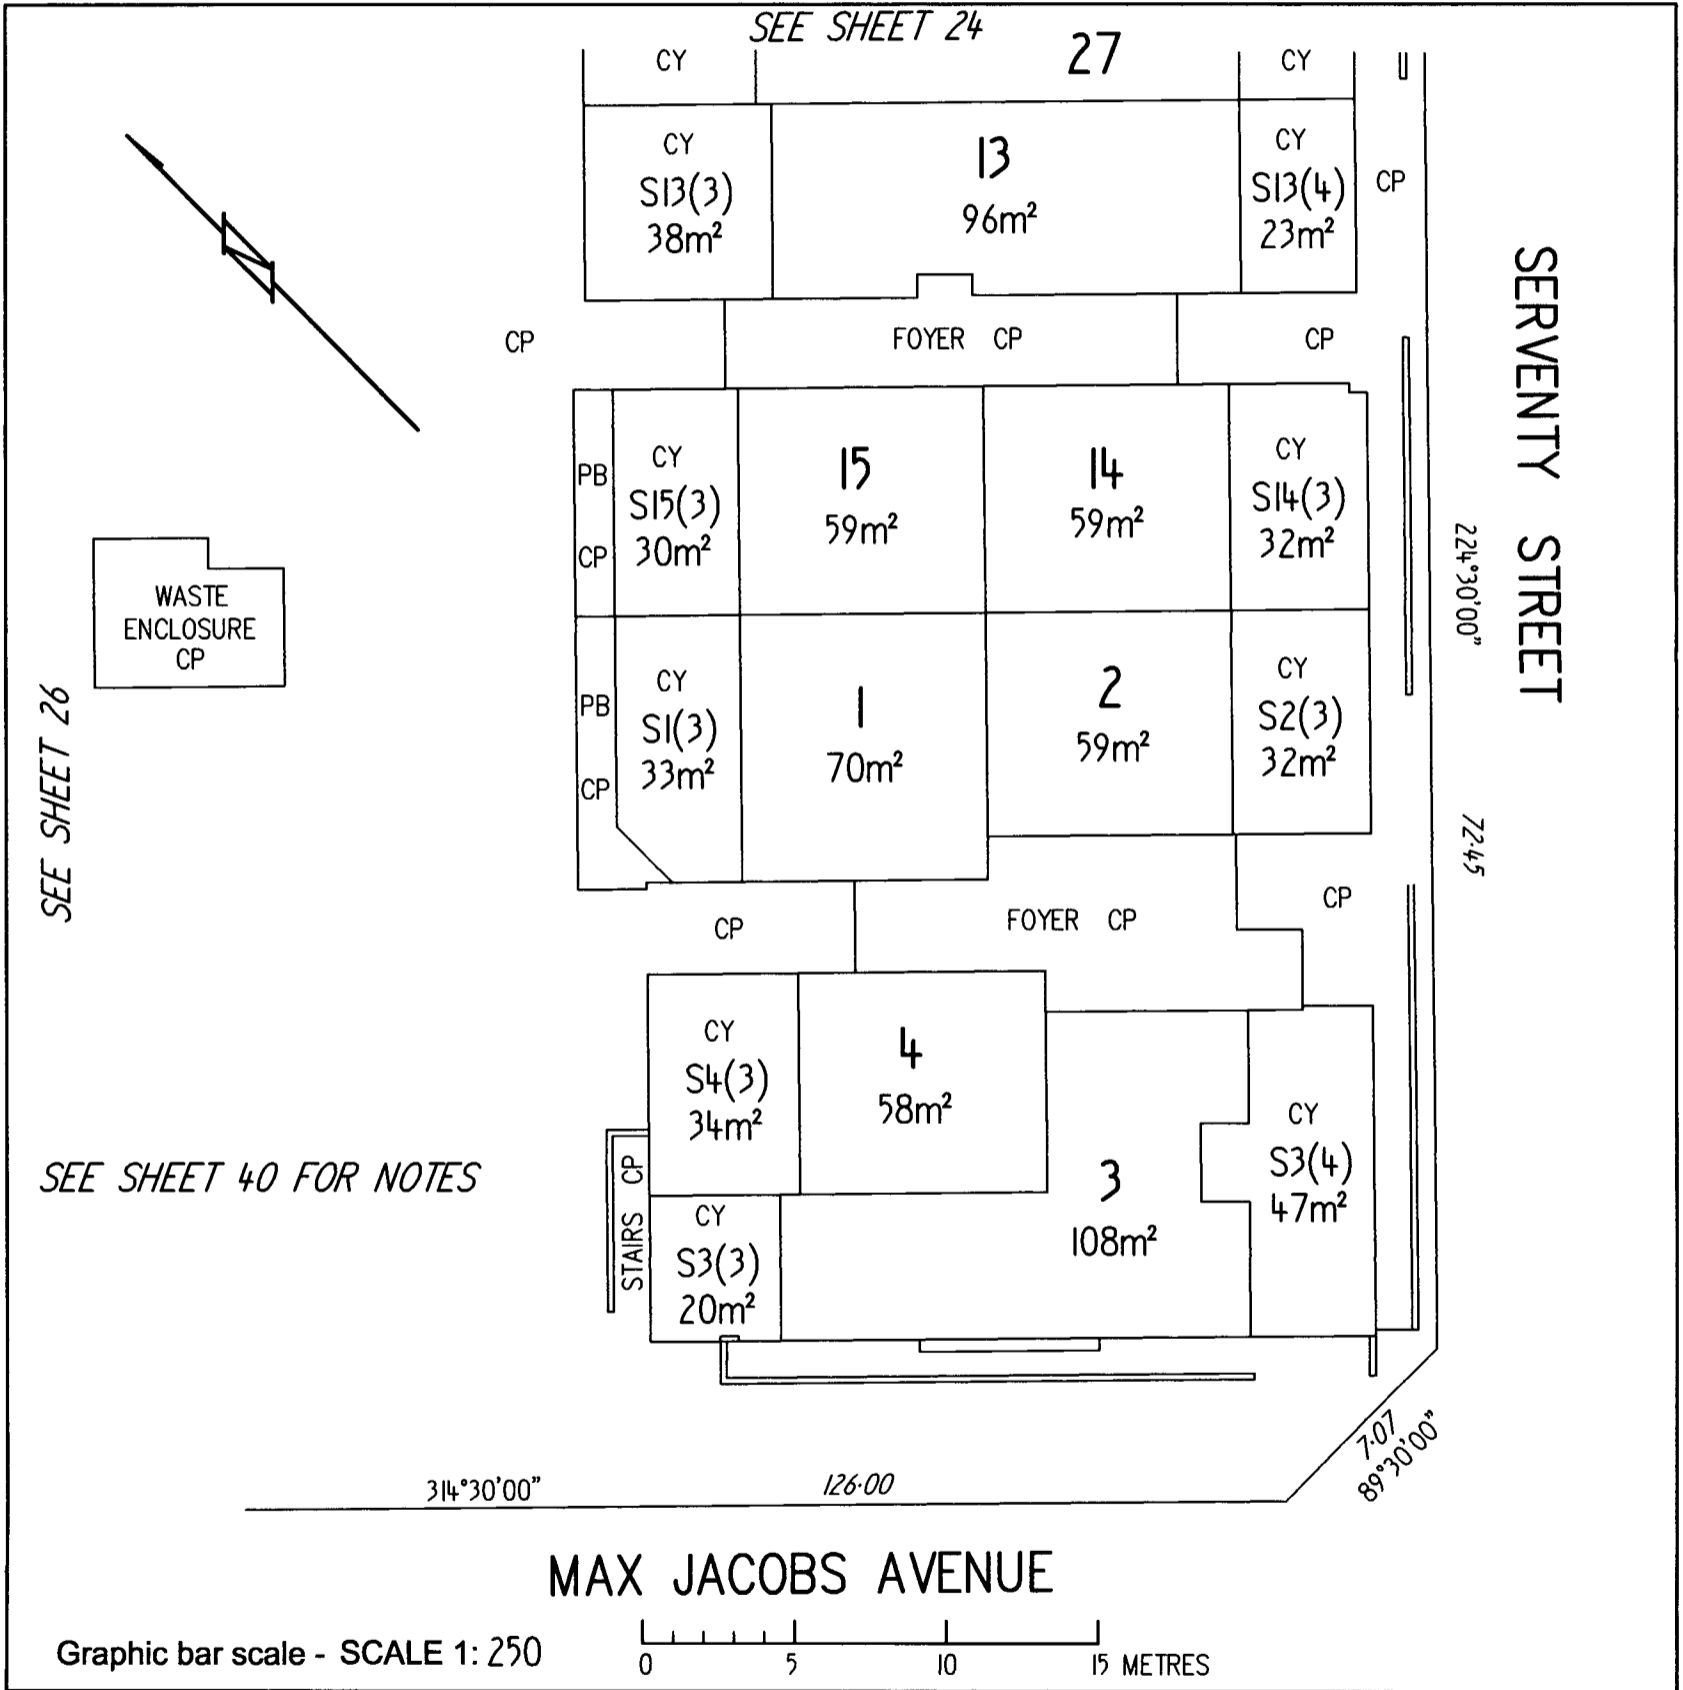 SEE SHEET 24
CY
27
CY
CY
S13(3)
38m²
13
96m²
CY
S13(4)
23m²
CP
CP
FOYER CP
CP
PB
CP
CY
S15(3)
30m²
15
59m²
14
59m²
CY
S14(3)
32m²
SERVENTY STREET
224°30'00"
72·45
WASTE
ENCLOSURE
CP
SEE SHEET 26
PB
CP
CY
S1(3)
33m²
1
70m²
2
59m²
CY
S2(3)
32m²
CP
FOYER CP
CP
CY
S4(3)
34m²
4
58m²
SEE SHEET 40 FOR NOTES
STAIRS CP
CY
S3(3)
20m²
3
108m²
CY
S3(4)
47m²
7·07
89°30'00"
314°30'00"
126·00
MAX JACOBS AVENUE
Graphic bar scale - SCALE 1: 250
0 5 10 15 METRES